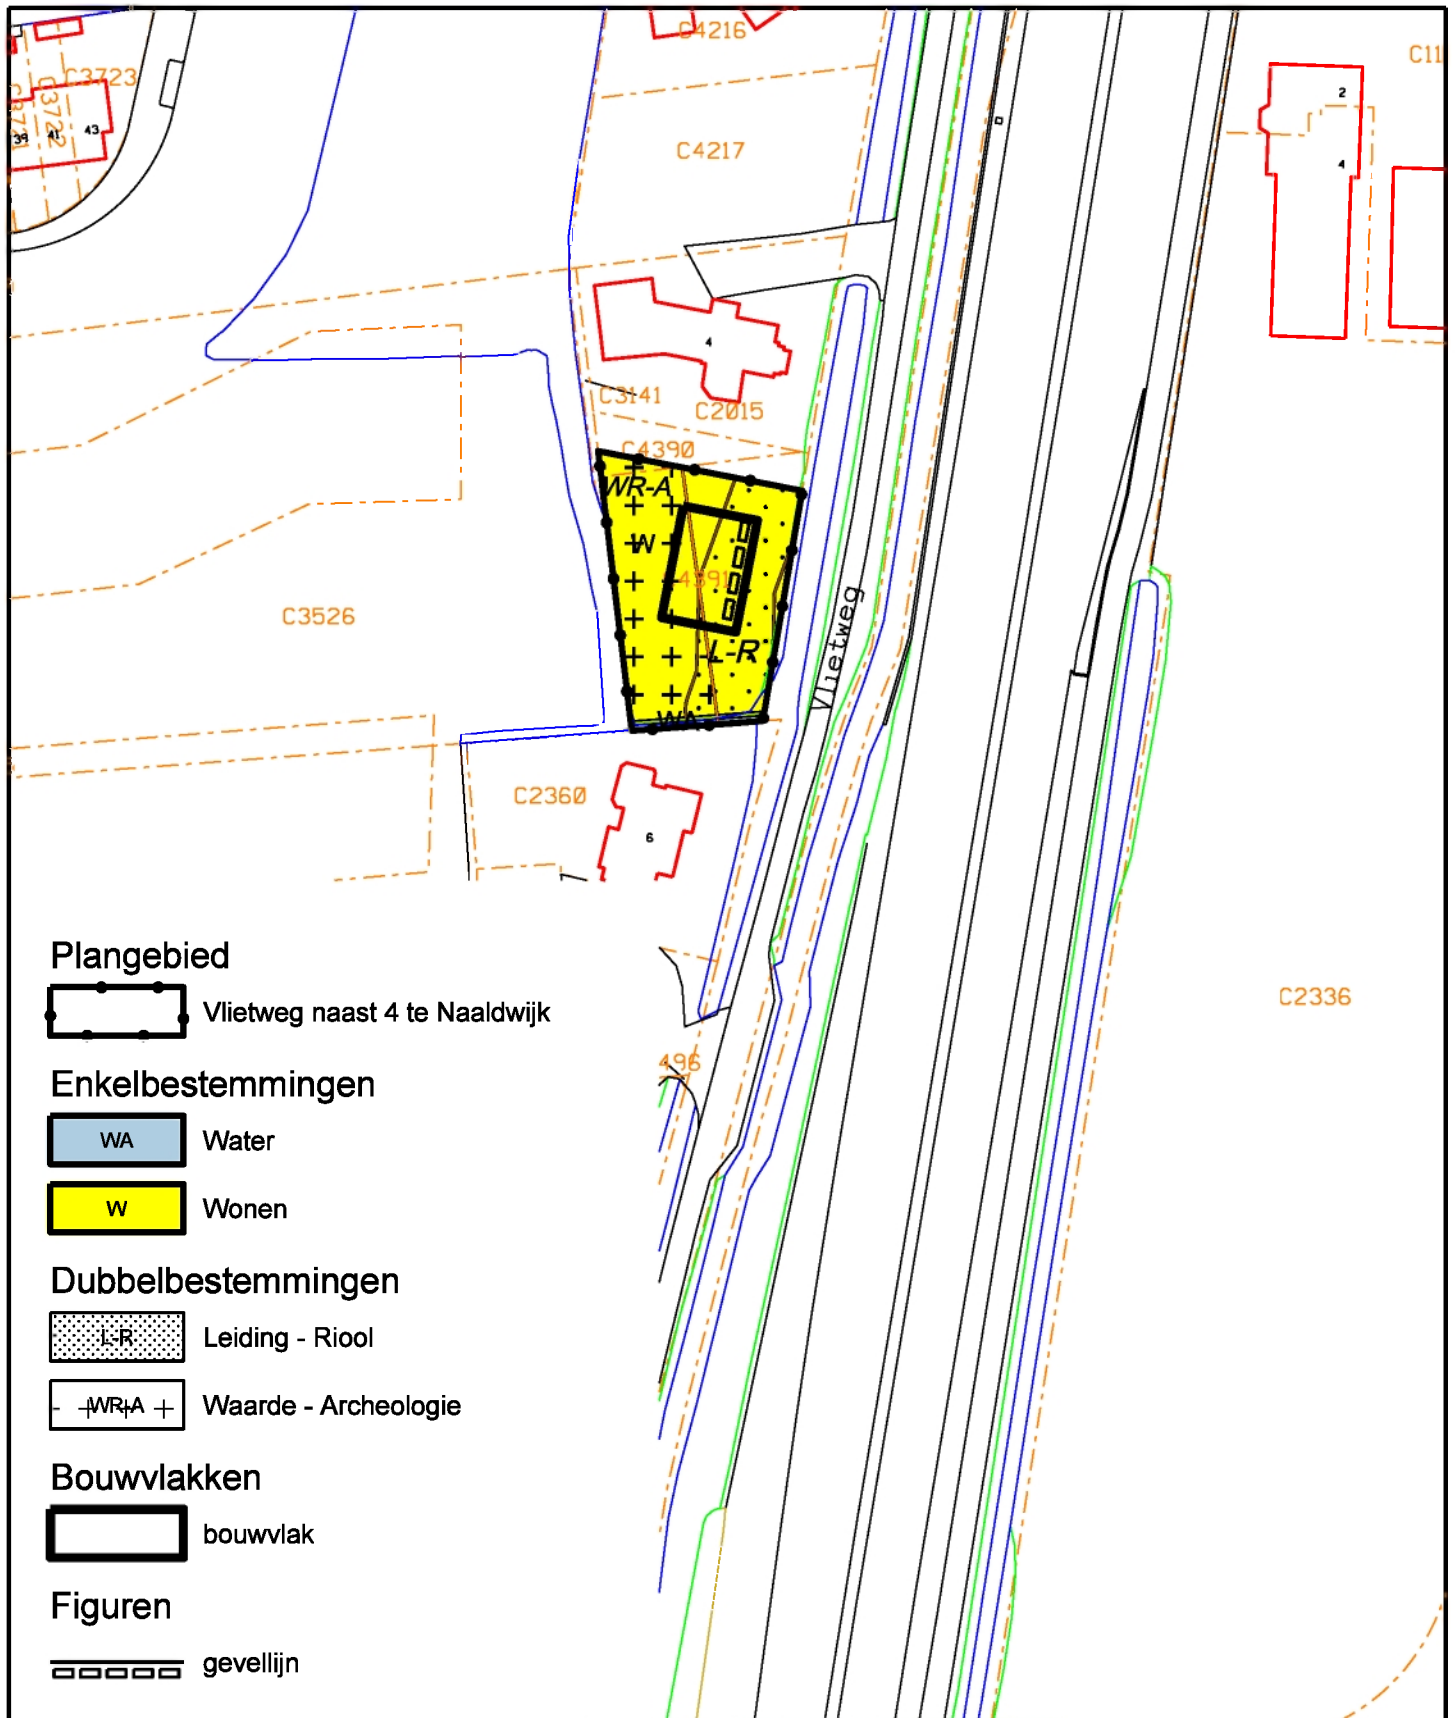 C4216
C11
C3723
C3722
39
41
43
2
4
C4217
4
C3141
C2015
C4390
WR-A
W
4391
L-R
WA
Vlietweg
C3526
C2360
6
C2336
496
Plangebied
Vlietweg naast 4 te Naaldwijk
Enkelbestemmingen
WA Water
W Wonen
Dubbelbestemmingen
L-R Leiding - Riool
WR-A Waarde - Archeologie
Bouwvlakken
bouwvlak
Figuren
gevellijn